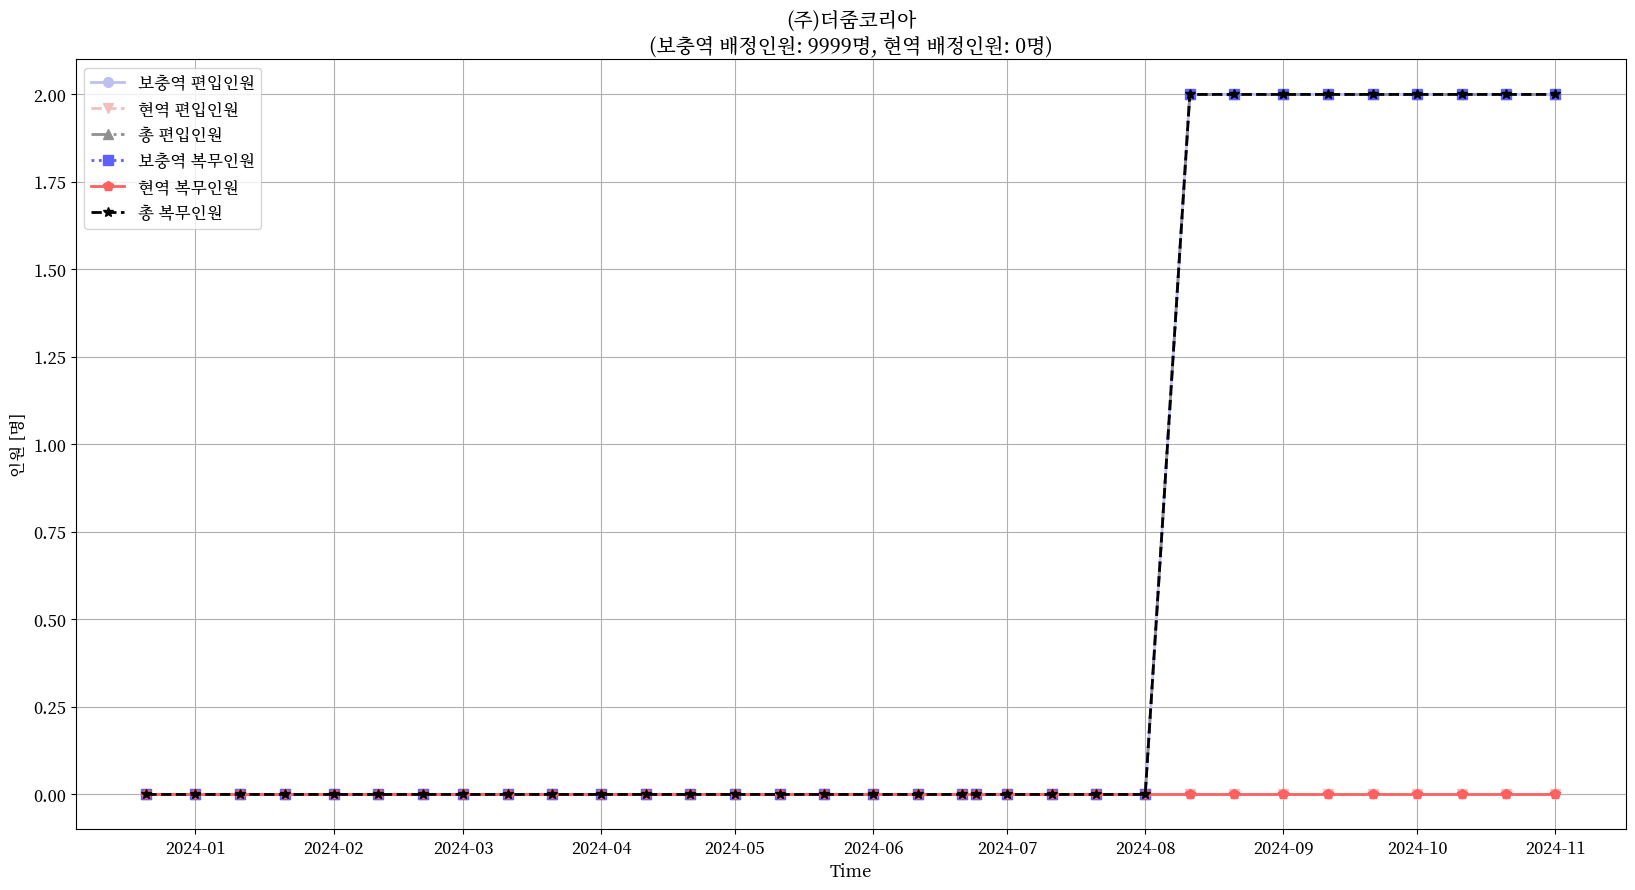 (주)더줌코리아
(보충역 배정인원: 9999명, 현역 배정인원: 0명)
보충역 편입인원
현역 편입인원
총 편입인원
보충역 복무인원
현역 복무인원
총 복무인원
인원 [명]
2.00
1.75
1.50
1.25
1.00
0.75
0.50
0.25
0.00
2024-01 2024-02 2024-03 2024-04 2024-05 2024-06 2024-07 2024-08 2024-09 2024-10 2024-11
Time